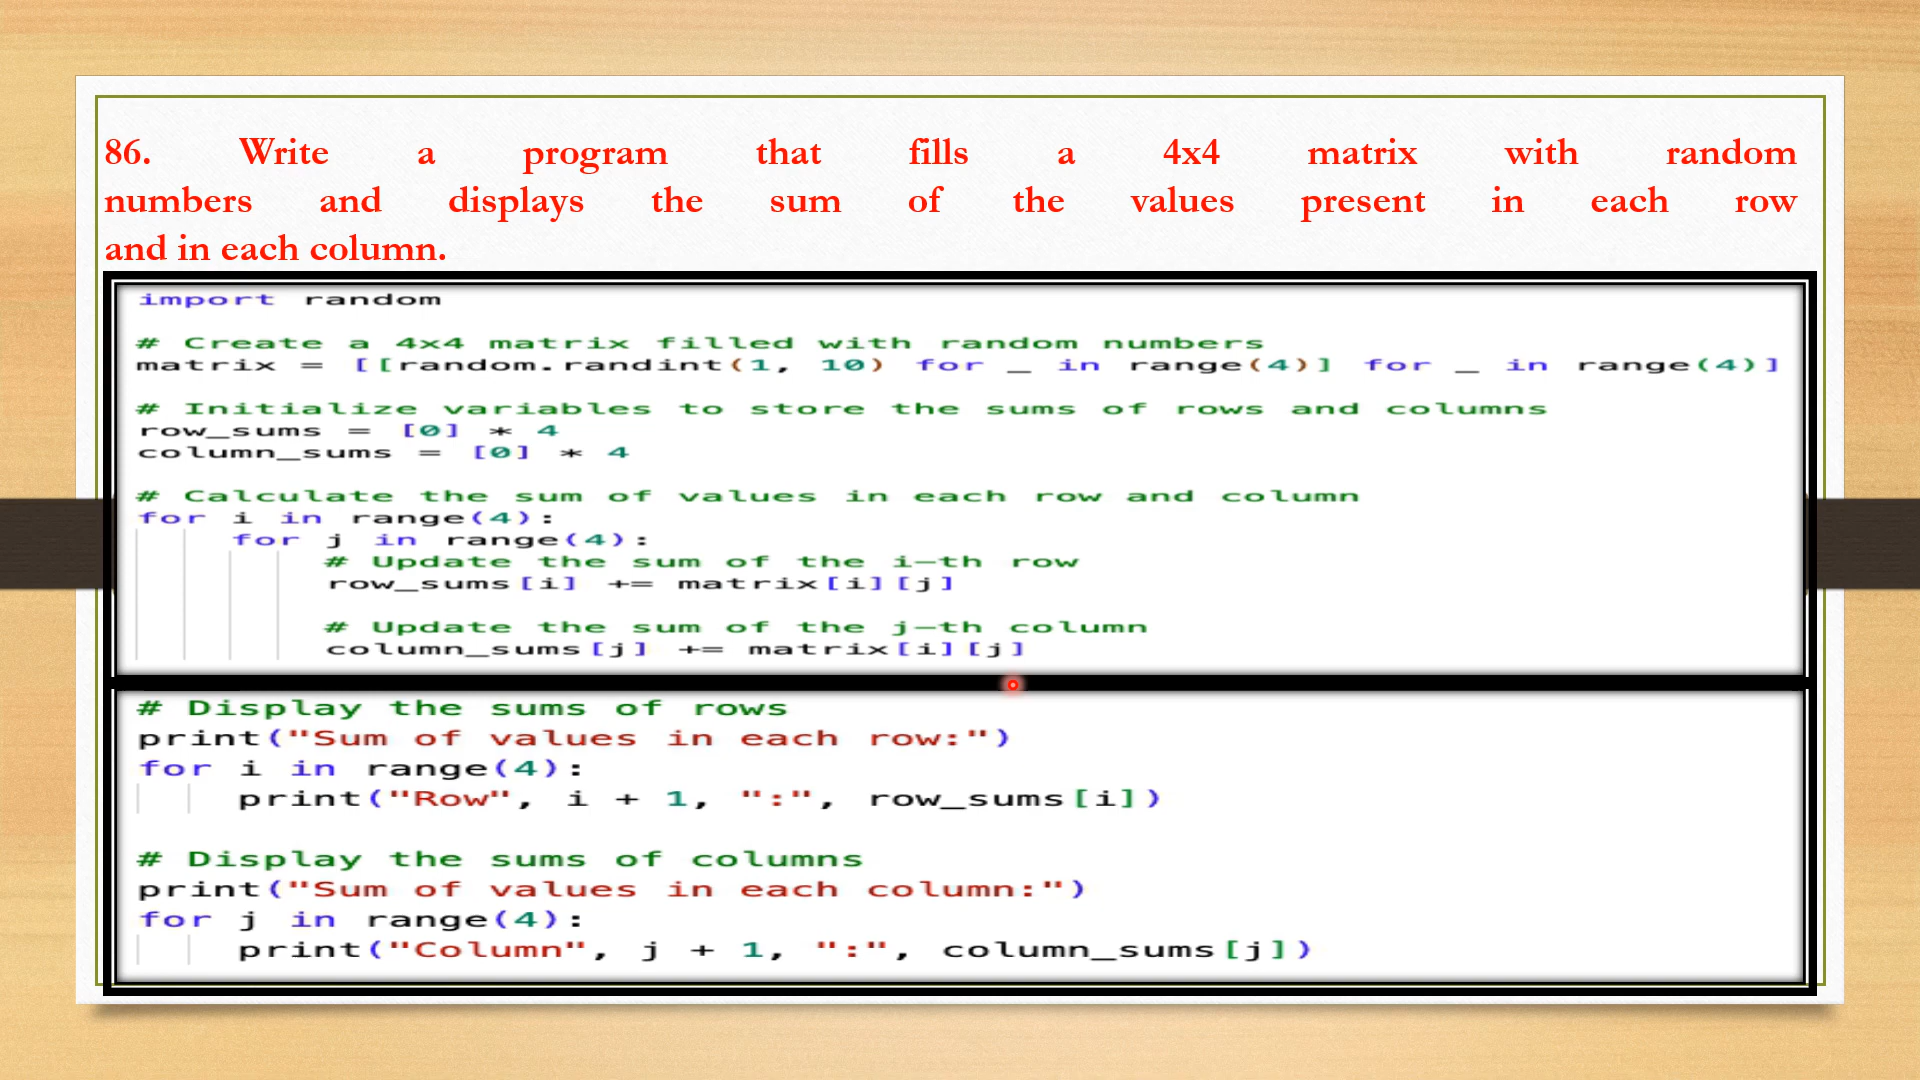 86. Write a program that fills a 4x4 matrix with random
numbers and displays the sum of the values present in each row
and in each column.
import random
# Create a 4x4 matrix filled with random numbers
matrix = [[random.randint(1, 10) for _ in range(4)] for _ in range(4)]
# Initialize variables to store the sums of rows and columns
row_sums = [0] * 4
column_sums = [0] * 4
# Calculate the sum of values in each row and column
for i in range(4):
for j in range(4):
# Update the sum of the i-th row
row_sums[i] += matrix[i][j]
# Update the sum of the j-th column
column_sums[j] += matrix[i][j]
# Display the sums of rows
print("Sum of values in each row:")
for i in range(4):
print("Row", i + 1, ":", row_sums[i])
# Display the sums of columns
print("Sum of values in each column:")
for j in range(4):
print("Column", j + 1, ":", column_sums[j])